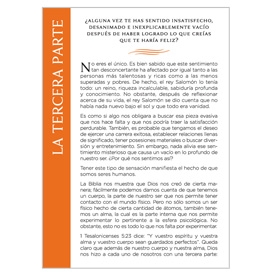 LA TERCERA PARTE
¿ALGUNA VEZ TE HAS SENTIDO INSATISFECHO,
DESANIMADO E INEXPLICABLEMENTE VACÍO
DESPUÉS DE HABER LOGRADO LO QUE CREÍAS
QUE TE HARÍA FELIZ?
No eres el único. Es bien sabido que este sentimiento
tan desconcertante ha afectado por igual tanto a las
personas más talentosas y ricas como a las menos
superadas y pobres. De hecho, el rey Salomón lo tenía
todo: un reino, riqueza incalculable, sabiduría profunda
y conocimiento. No obstante, después de reflexionar
acerca de su vida, el rey Salomón se dio cuenta que no
había nada nuevo bajo el sol y que todo era vanidad.
Es como si algo nos obligara a buscar esa pieza evasiva
que nos hace falta y que nos podría traer la satisfacción
perdurable. También, es probable que tengamos el deseo
de ejercer una carrera exitosa, establecer relaciones llenas
de significado, tener posesiones materiales o buscar diver-
sión y entretenimiento. Sin embargo, nada alivia ese sen-
timiento misterioso que causa un vacío en lo profundo de
nuestro ser. ¿Por qué nos sentimos así?
Tener este tipo de sensación manifiesta el hecho de que
somos seres humanos.
La Biblia nos muestra que Dios nos creó de cierta ma-
nera; fácilmente podemos darnos cuenta de que tenemos
un cuerpo, la parte de nuestro ser que nos permite tener
contacto con el mundo físico. Pero no sólo somos un ser
físico hecho de cierta cantidad de átomos, también tene-
mos un alma, la cual es la parte interna que nos permite
experimentar lo pertinente a la esfera psicológica. No
obstante, esto no es todo lo que nos falta por experimentar.
1 Tesalonicenses 5:23 dice: "Y vuestro espíritu y vuestra
alma y vuestro cuerpo sean guardados perfectos". Queda
claro que además de nuestro cuerpo y nuestra alma, Dios
nos hizo a cada uno de nosotros con una tercera parte